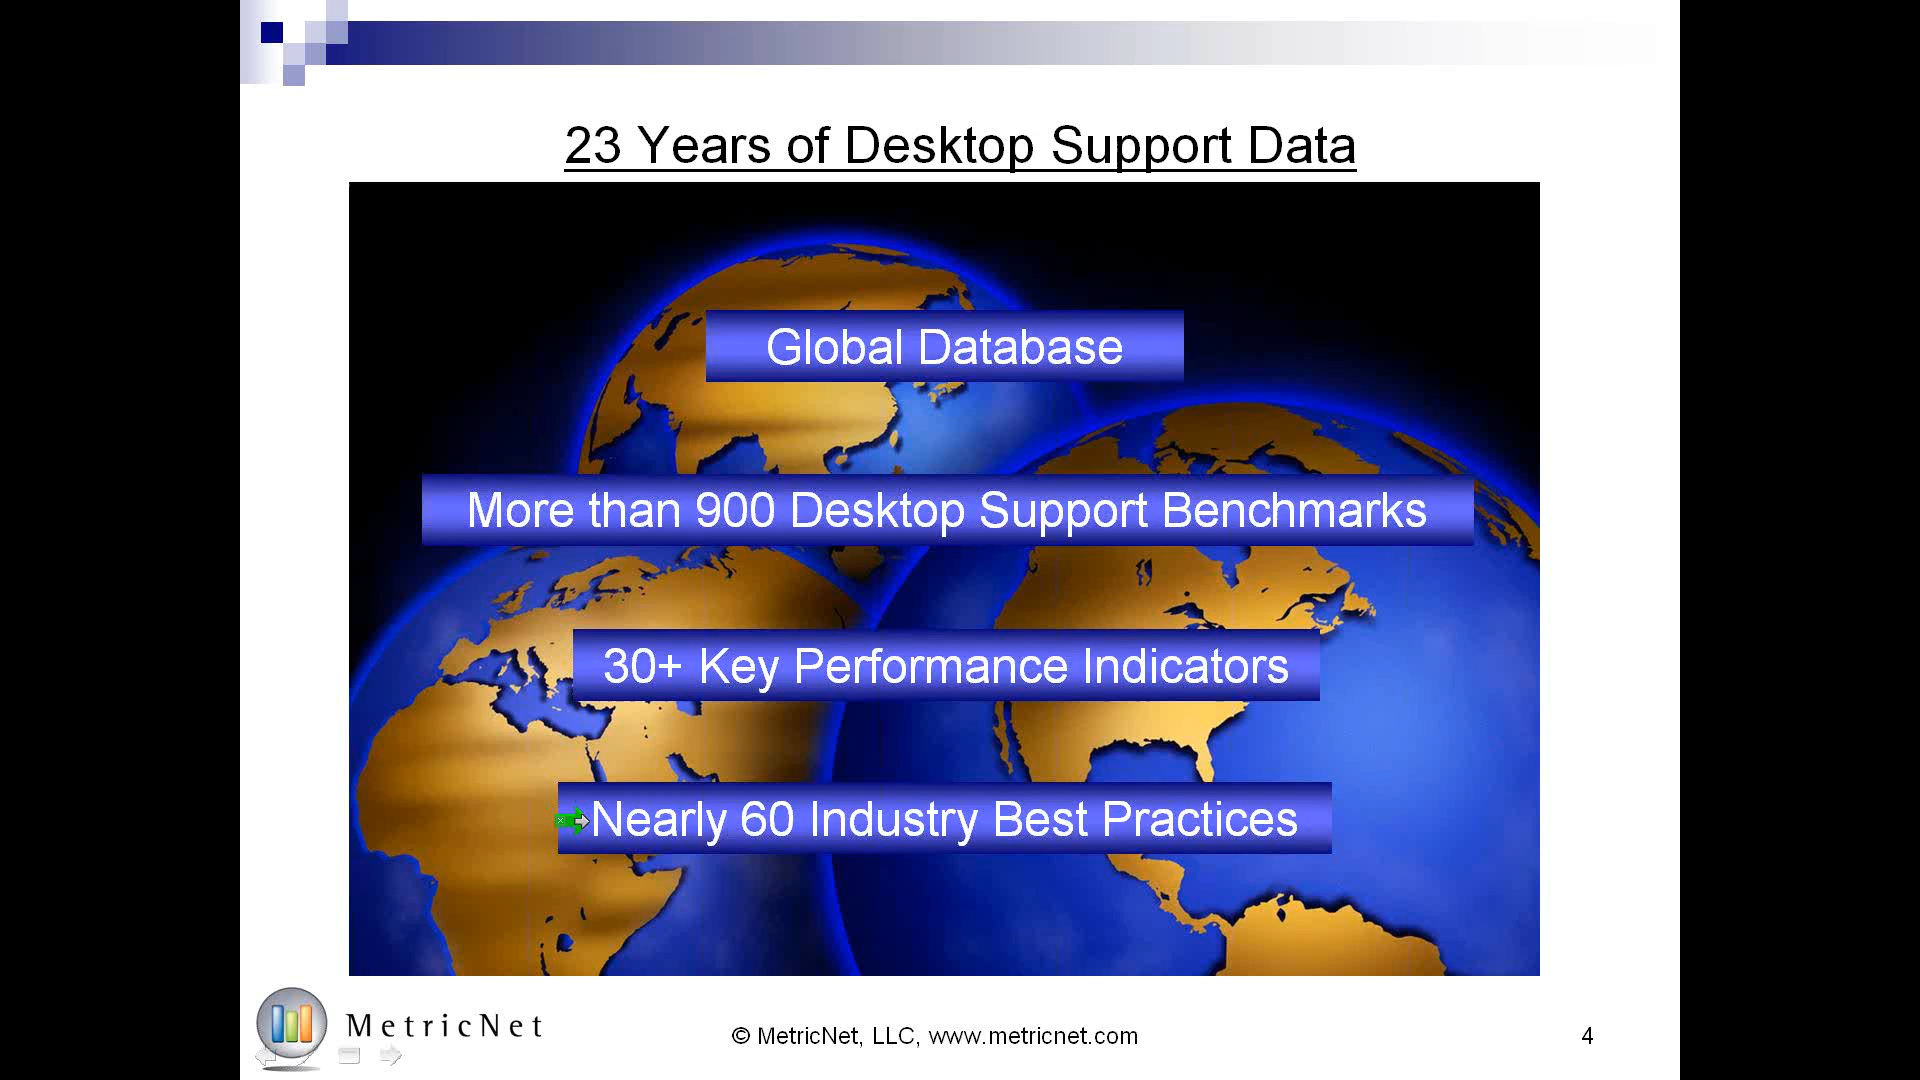 23 Years of Desktop Support Data
Global Database
More than 900 Desktop Support Benchmarks
30+ Key Performance Indicators
Nearly 60 Industry Best Practices
MetricNet
© MetricNet, LLC, www.metricnet.com
4